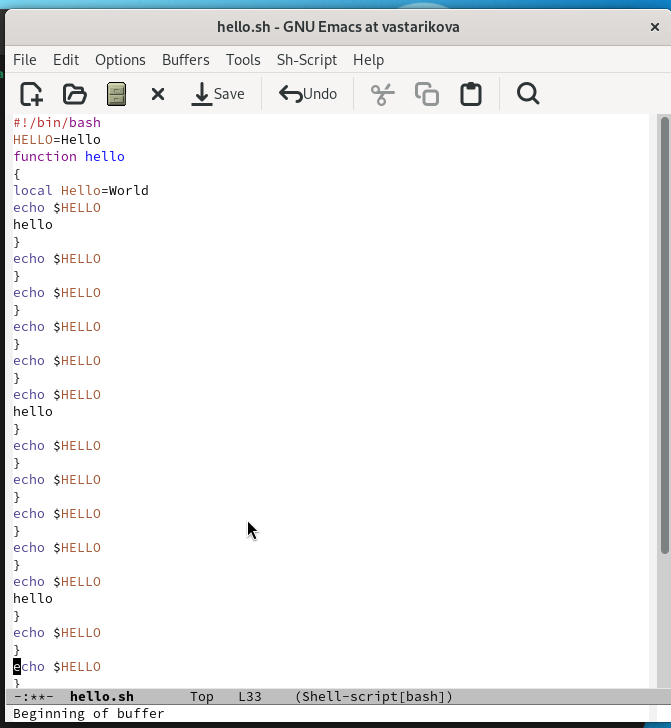 hello.sh - GNU Emacs at vastarikova
File Edit Options Buffers Tools Sh-Script Help
Save Undo
#!/bin/bash
HELLO=Hello
function hello
{
local Hello=World
echo $HELLO
hello
}
echo $HELLO
}
echo $HELLO
}
echo $HELLO
}
echo $HELLO
}
echo $HELLO
hello
}
echo $HELLO
}
echo $HELLO
}
echo $HELLO
}
echo $HELLO
}
echo $HELLO
hello
}
echo $HELLO
}
echo $HELLO
}
-:**- hello.sh Top L33 (Shell-script[bash])
Beginning of buffer